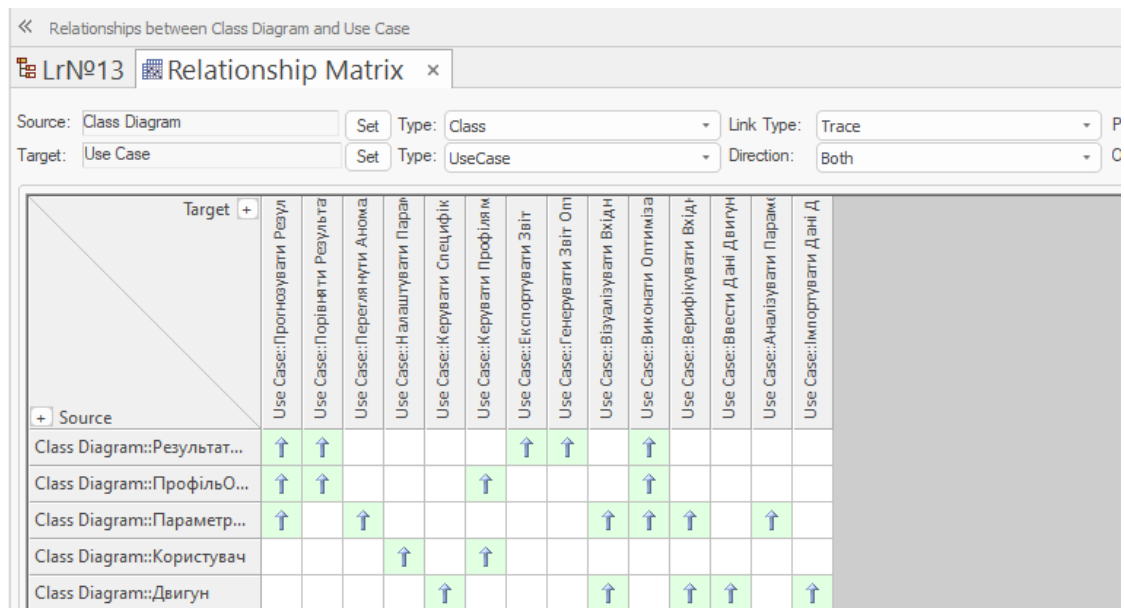 « Relationships between Class Diagram and Use Case
LrNº13 Relationship Matrix ×
Source: Class Diagram Set Type: Class Link Type: Trace P
Target: Use Case Set Type: UseCase Direction: Both
Target +
Use Case::Прогнозувати Резул
Use Case::Порівняти Результа
Use Case::Переглянути Анома
Use Case::Налаштувати Парам
Use Case::Керувати Специфік
Use Case::Керувати Профілям
Use Case::Експортувати Звіт
Use Case::Генерувати Звіт Опт
Use Case::Візуалізувати Вхідн
Use Case::Виконати Оптиміза
Use Case::Верифікувати Вхідн
Use Case::Ввести Дані Двигун
Use Case::Аналізувати Параме
Use Case::Імпортувати Дані Д
+ Source
Class Diagram::Результат...
Class Diagram::ПрофільО...
Class Diagram::Параметр...
Class Diagram::Користувач
Class Diagram::Двигун